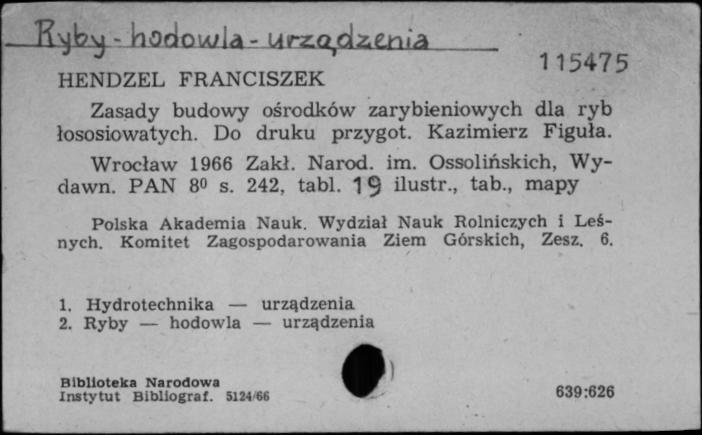 Ryby - hodowla - urządzenia
115475
HENDZEL FRANCISZEK
Zasady budowy ośrodków zarybieniowych dla ryb
łososiowatych. Do druku przygot. Kazimierz Figuła.
Wrocław 1966 Zakł. Narod. im. Ossolińskich, Wy-
dawn. PAN 8⁰ s. 242, tabl. 19 ilustr., tab., mapy
Polska Akademia Nauk. Wydział Nauk Rolniczych i Leś-
nych. Komitet Zagospodarowania Ziem Górskich, Zesz. 6.
1. Hydrotechnika — urządzenia
2. Ryby — hodowla — urządzenia
Biblioteka Narodowa
Instytut Bibliograf. 5124/66
639:626